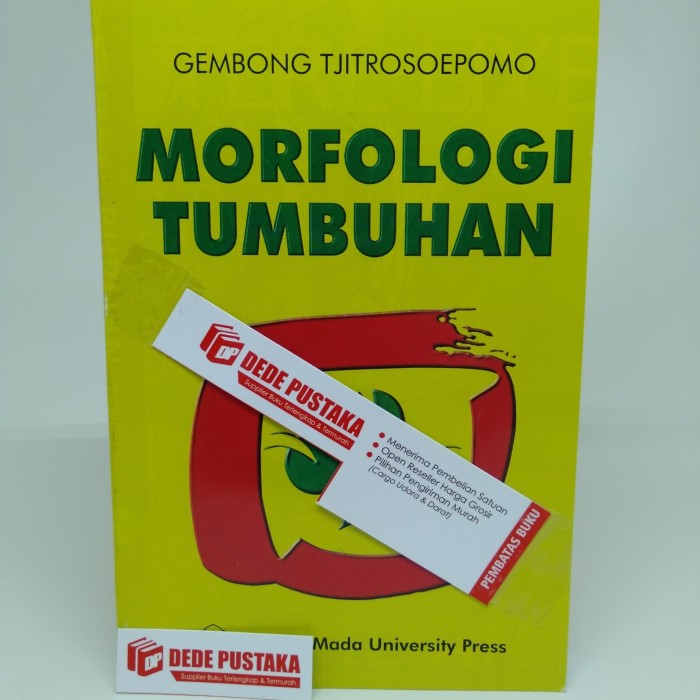 GEMBONG TJITROSOEPOMO
MORFOLOGI
TUMBUHAN
DP
DEDE PUSTAKA
Supplier Buku Terlengkap & Termurah
• Menerima Pembelian Satuan
• Open Reseller Harga Grosir
• Pilihan Pengiriman Murah
(Cargo Udara & Darat)
PEMBATAS BUKU
Mada University Press
DP
DEDE PUSTAKA
Supplier Buku Terlengkap & Termurah